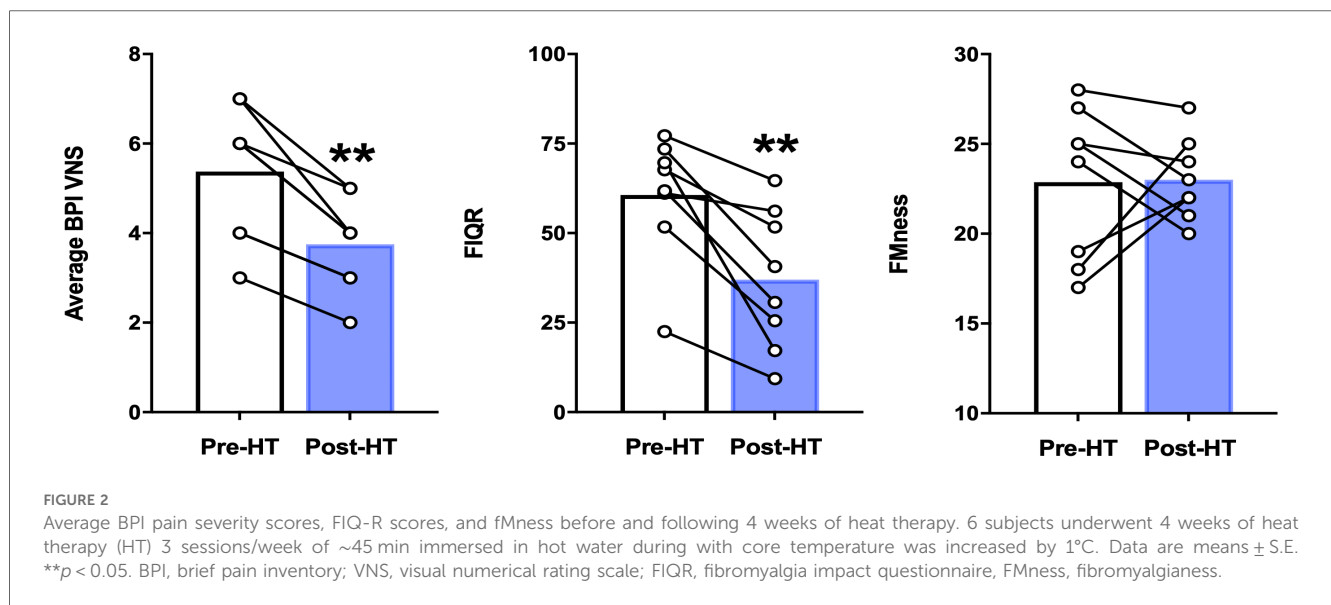 Average BPI VNS
8
6
4
2
0
**
Pre-HT Post-HT
FIQR
100
75
50
25
0
**
Pre-HT Post-HT
FMness
30
25
20
15
10
Pre-HT Post-HT
FIGURE 2
Average BPI pain severity scores, FIQ-R scores, and fMness before and following 4 weeks of heat therapy. 6 subjects underwent 4 weeks of heat
therapy (HT) 3 sessions/week of ~45 min immersed in hot water during with core temperature was increased by 1°C. Data are means ± S.E.
**p < 0.05. BPI, brief pain inventory; VNS, visual numerical rating scale; FIQR, fibromyalgia impact questionnaire, FMness, fibromyalgianess.